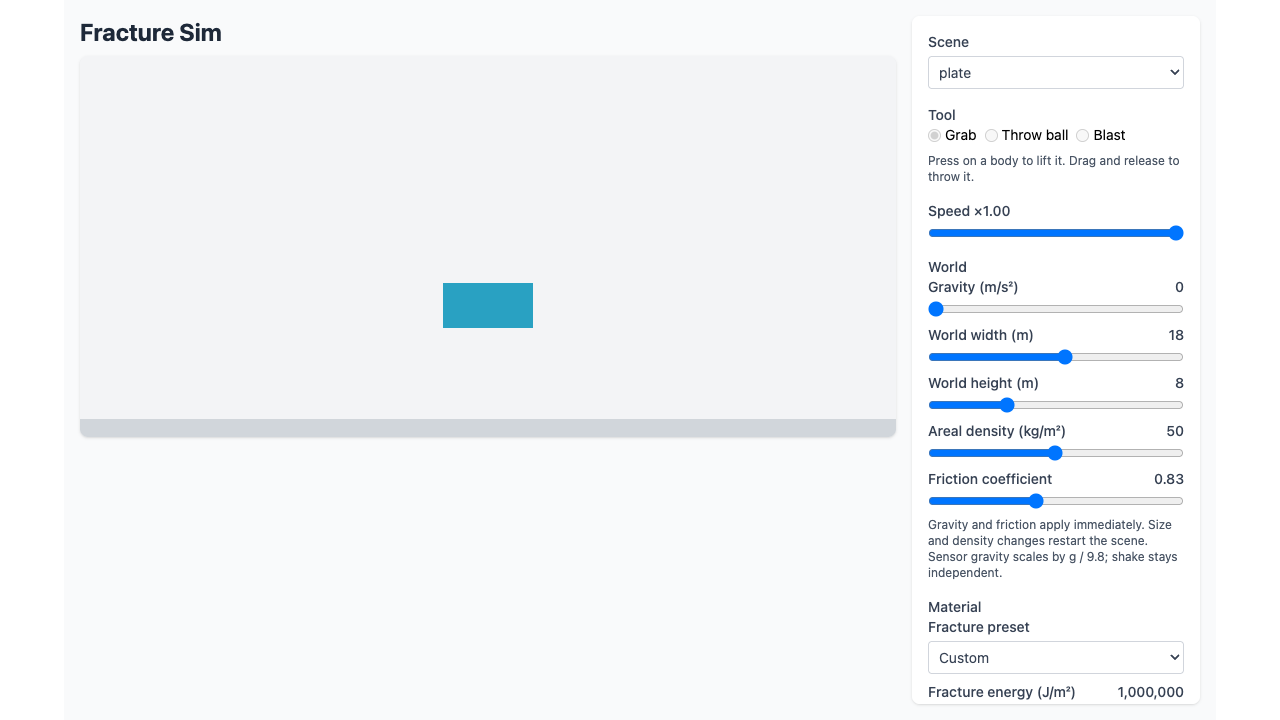 Fracture Sim
Scene
plate
Tool
Grab Throw ball Blast
Press on a body to lift it. Drag and release to
throw it.
Speed ×1.00
World
Gravity (m/s²) 0
World width (m) 18
World height (m) 8
Areal density (kg/m²) 50
Friction coefficient 0.83
Gravity and friction apply immediately. Size
and density changes restart the scene.
Sensor gravity scales by g / 9.8; shake stays
independent.
Material
Fracture preset
Custom
Fracture energy (J/m²) 1,000,000